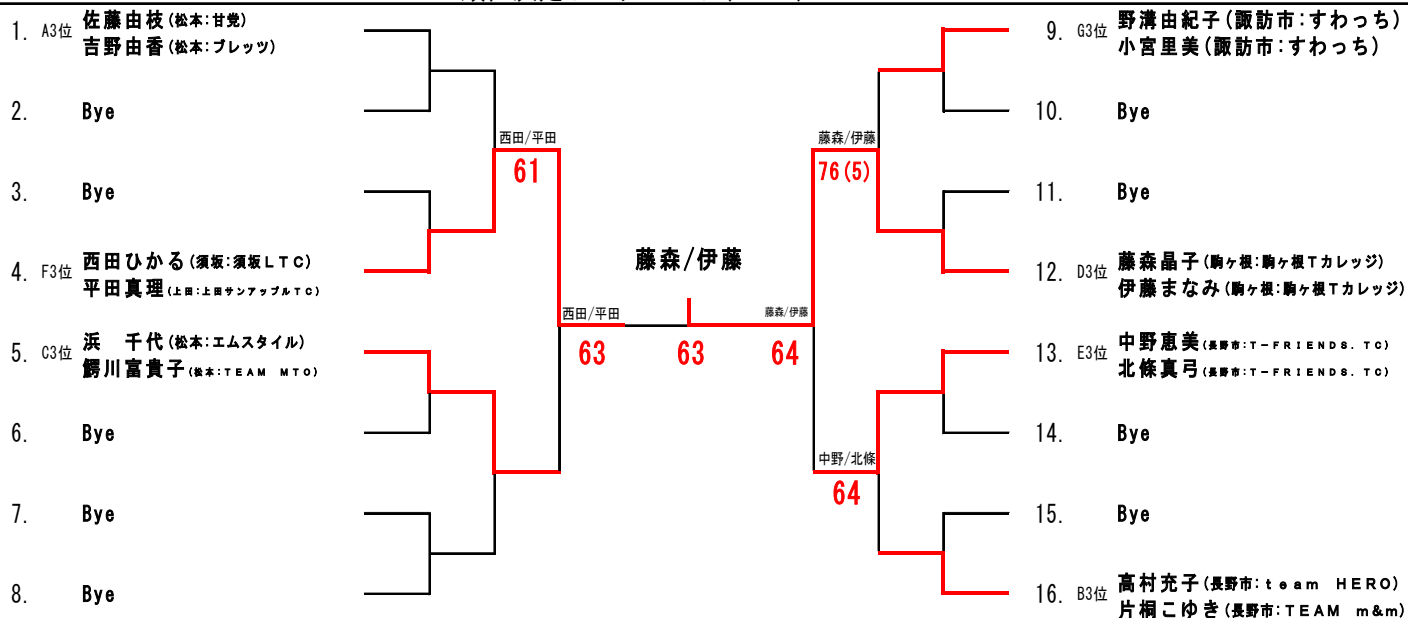 1. A3位 佐藤由枝(松本:甘党)
吉野由香(松本:ブレッツ)
2. Bye
3. Bye
4. F3位 西田ひかる(須坂:須坂LTC)
平田真理(上田:上田サンアップルTC)
5. C3位 浜 千代(松本:エムスタイル)
鰐川富貴子(松本:TEAM MTO)
6. Bye
7. Bye
8. Bye
西田/平田
61
西田/平田
63
藤森/伊藤
63
藤森/伊藤
64
藤森/伊藤
76(5)
中野/北條
64
9. G3位 野溝由紀子(諏訪市:すわっち)
小宮里美(諏訪市:すわっち)
10. Bye
11. Bye
12. D3位 藤森晶子(駒ヶ根:駒ヶ根Tカレッジ)
伊藤まなみ(駒ヶ根:駒ヶ根Tカレッジ)
13. E3位 中野恵美(長野市:T-FRIENDS. TC)
北條真弓(長野市:T-FRIENDS. TC)
14. Bye
15. Bye
16. B3位 高村充子(長野市:team HERO)
片桐こゆき(長野市:TEAM m&m)